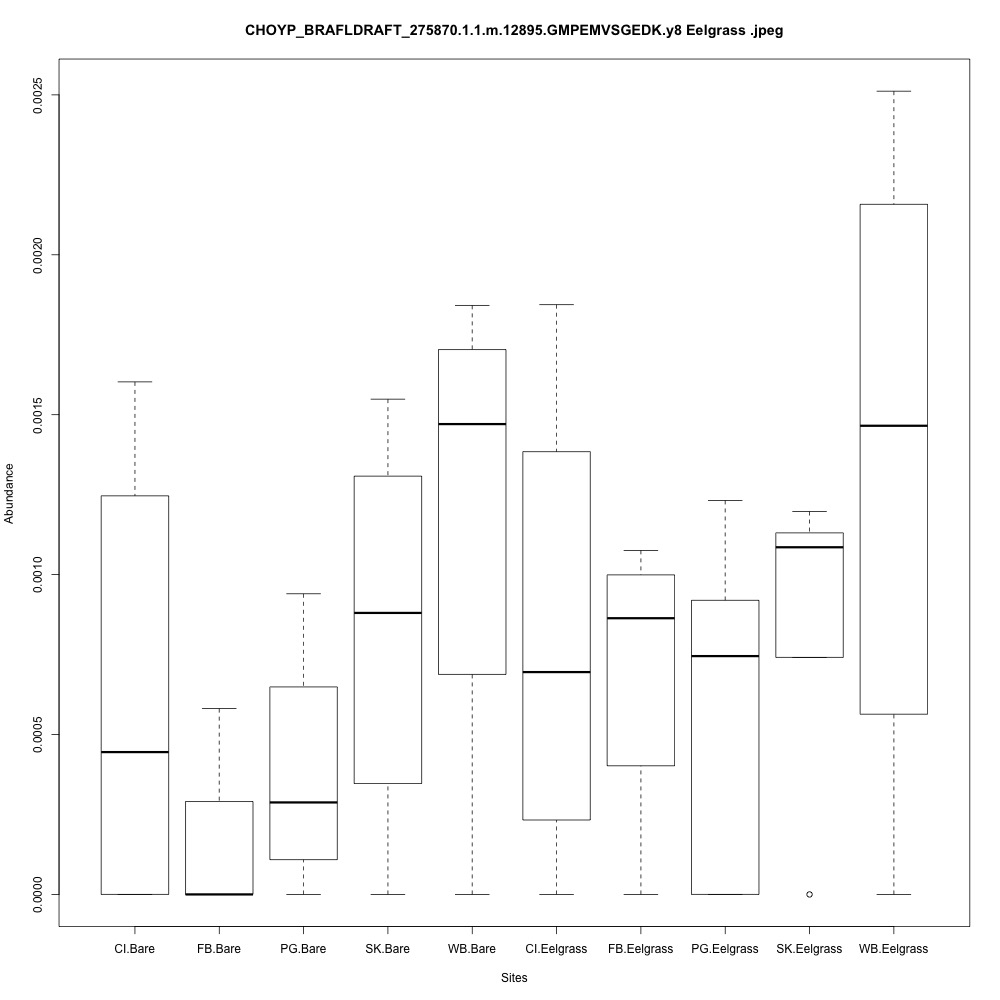 CHOYP_BRAFLDRAFT_275870.1.1.m.12895.GMPEMVSGEDK.y8 Eelgrass .jpeg
Abundance
0.0025
0.0020
0.0015
0.0010
0.0005
0.0000
CI.Bare FB.Bare PG.Bare SK.Bare WB.Bare CI.Eelgrass FB.Eelgrass PG.Eelgrass SK.Eelgrass WB.Eelgrass
Sites